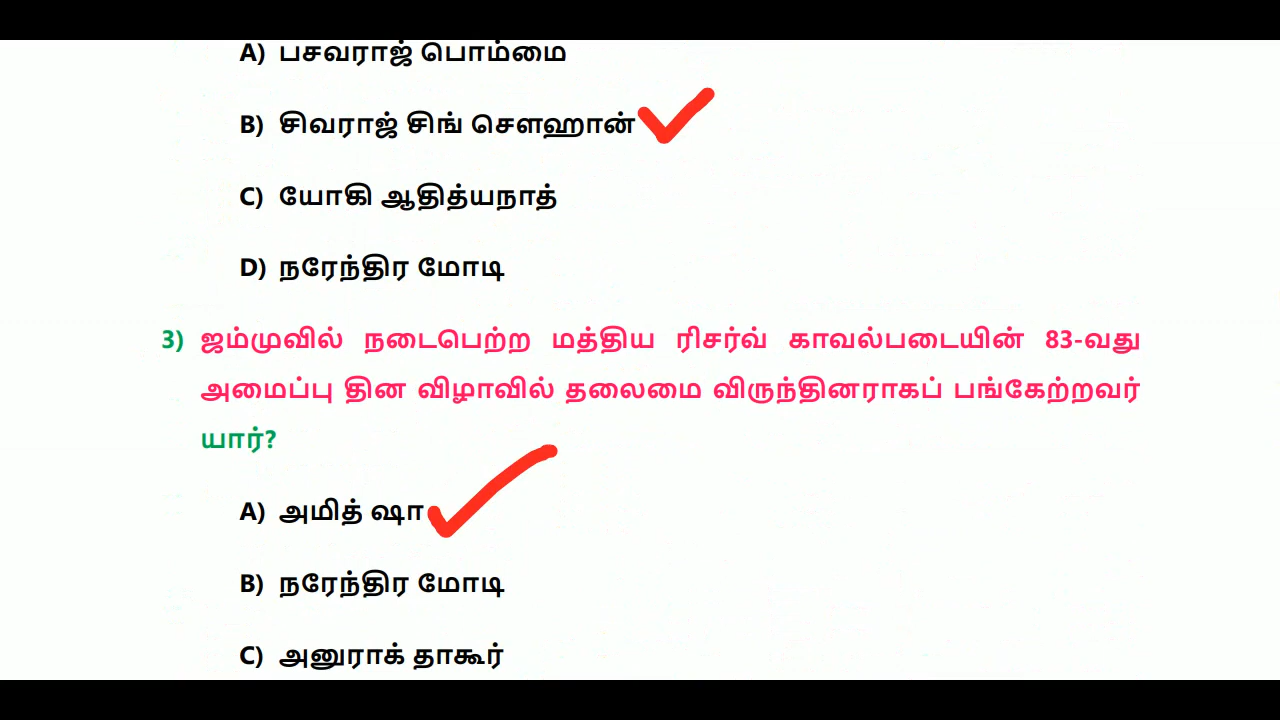 A) பசவராஜ் பொம்மை
B) சிவராஜ் சிங் சௌஹான்
C) யோகி ஆதித்யநாத்
D) நரேந்திர மோடி
3) ஜம்முவில் நடைபெற்ற மத்திய ரிசர்வ் காவல்படையின் 83-வது
அமைப்பு தின விழாவில் தலைமை விருந்தினராகப் பங்கேற்றவர்
யார்?
A) அமித் ஷா
B) நரேந்திர மோடி
C) அனுராக் தாகூர்